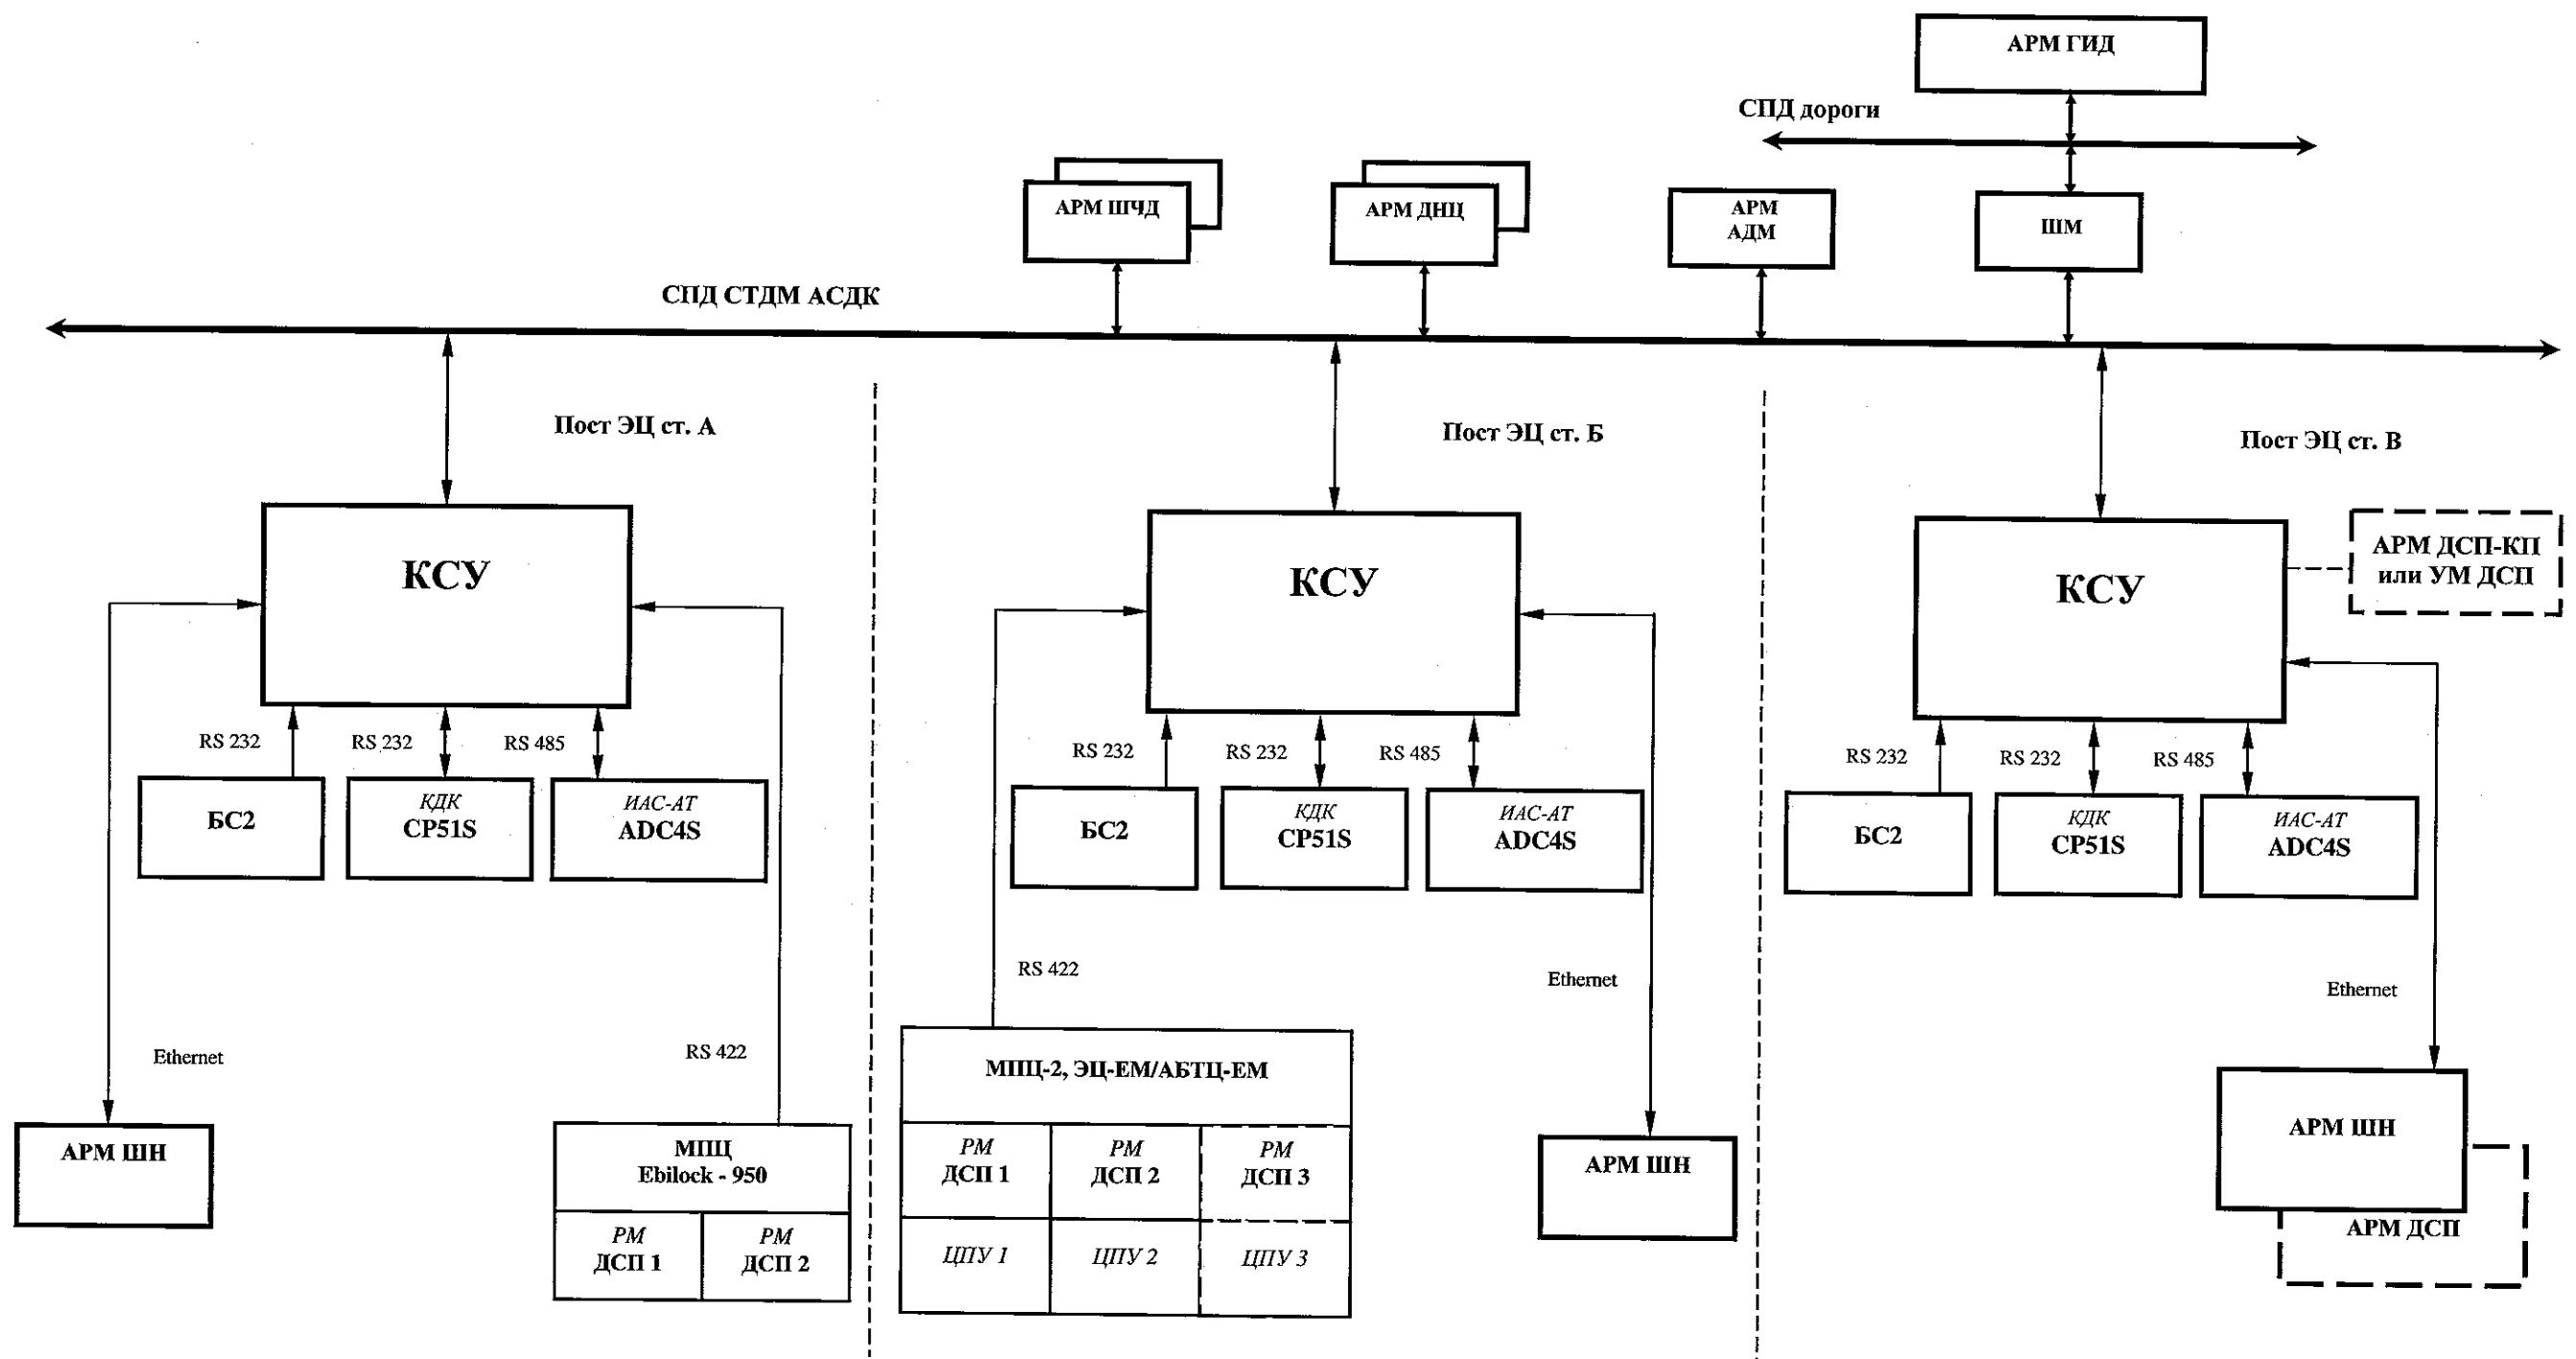 АРМ ГИД
СПД дороги
АРМ ШЧД
АРМ ДНЦ
АРМ
АДМ
ШМ
СПД СТДМ АСДК
Пост ЭЦ ст. А
Пост ЭЦ ст. Б
Пост ЭЦ ст. В
КСУ
RS 232
RS 232
RS 485
БС2
КДК
CP51S
ИАС-АТ
ADC4S
Ethernet
RS 422
АРМ ШН
МПЦ
Ebilock - 950
РМ
ДСП 1
РМ
ДСП 2
КСУ
RS 232
RS 232
RS 485
БС2
КДК
CP51S
ИАС-АТ
ADC4S
RS 422
Ethernet
МПЦ-2, ЭЦ-ЕМ/АБТЦ-ЕМ
РМ
ДСП 1
РМ
ДСП 2
РМ
ДСП 3
ЦПУ 1
ЦПУ 2
ЦПУ 3
АРМ ШН
КСУ
АРМ ДСП-КП
или УМ ДСП
RS 232
RS 232
RS 485
БС2
КДК
CP51S
ИАС-АТ
ADC4S
Ethernet
АРМ ШН
АРМ ДСП